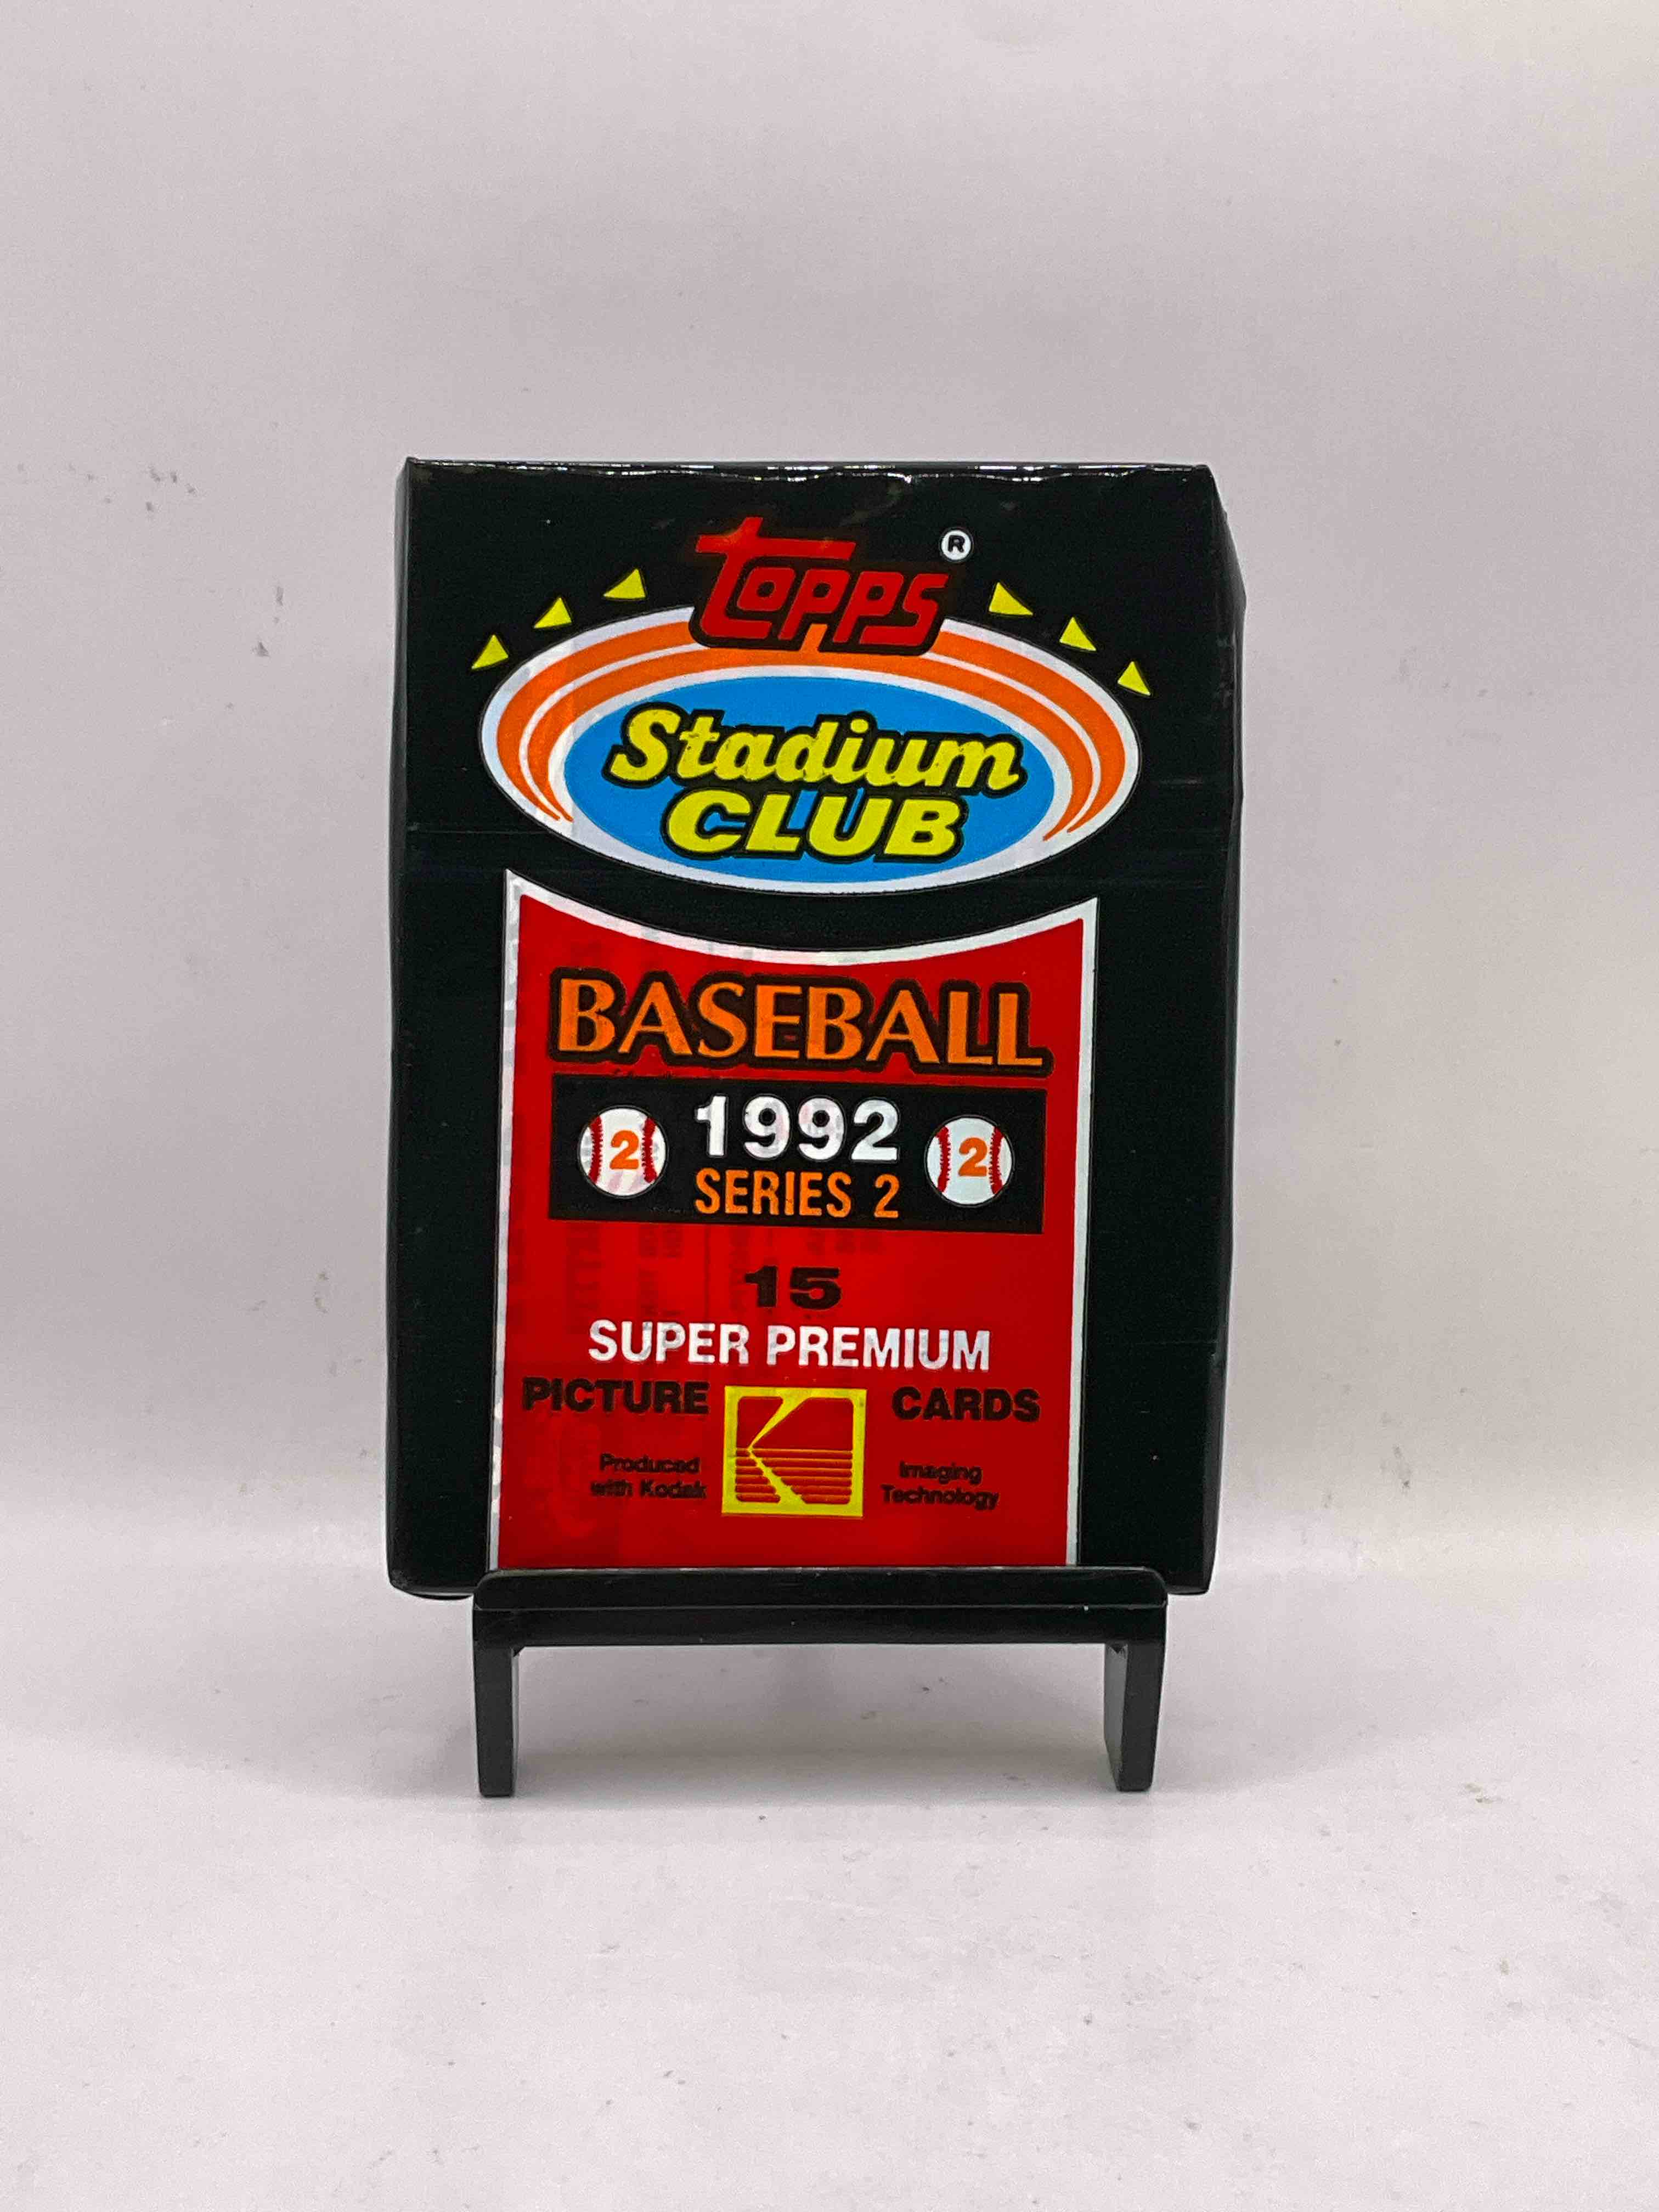 Topps ®
Stadium
CLUB
BASEBALL
2 1992 2
SERIES 2
15
SUPER PREMIUM
PICTURE CARDS
Produced
with Kodak
Imaging
Technology